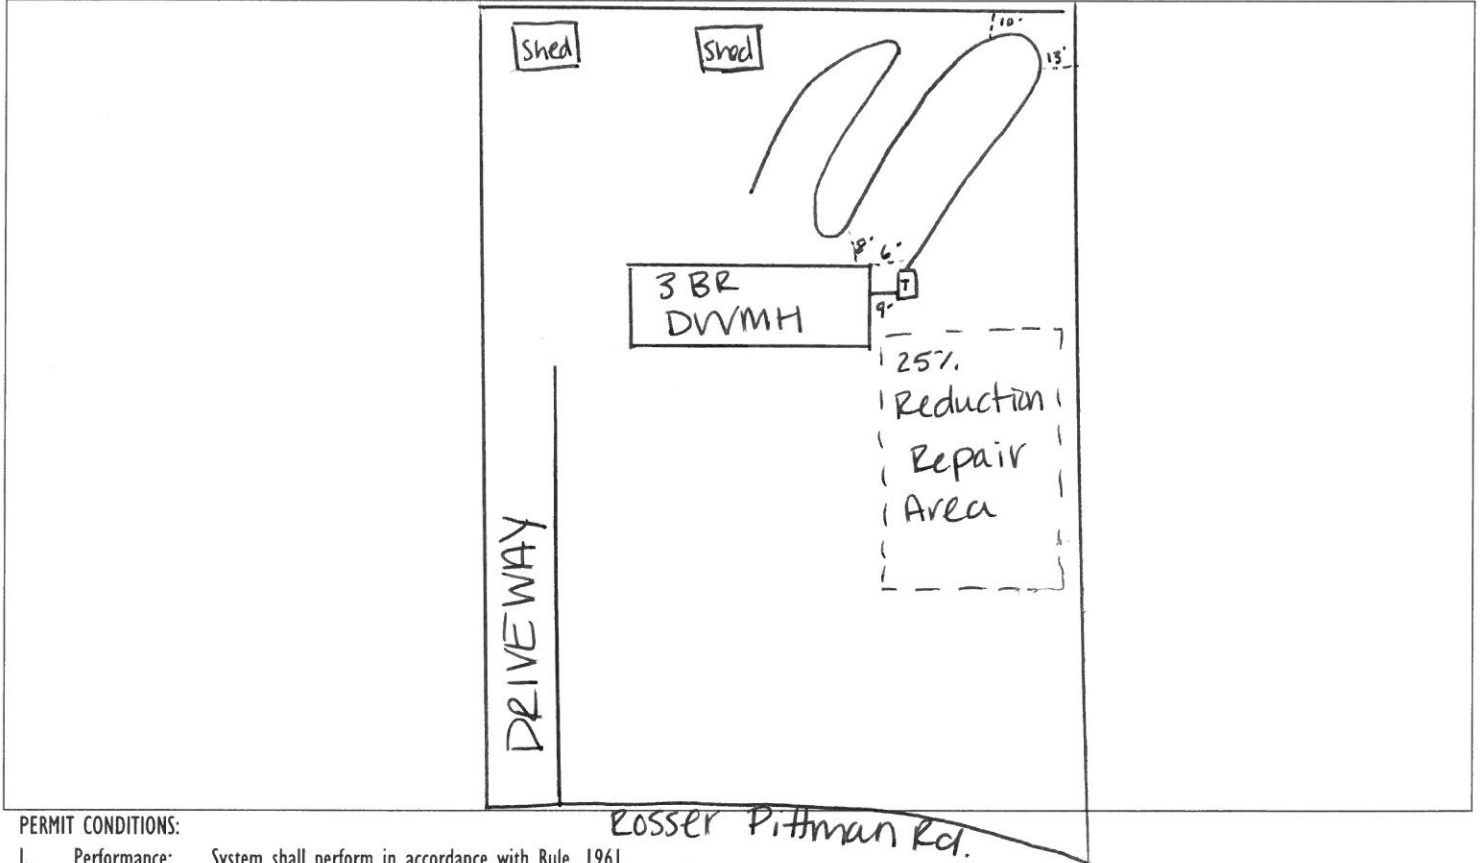 shed
shed
10'
13'
8' 6'
3 BR
DWMH
T
9'
25%
Reduction
Repair
Area
DRIVEWAY
Rosser Pittman Rd.
PERMIT CONDITIONS:
I. Performance: System shall perform in accordance with Rule .1961